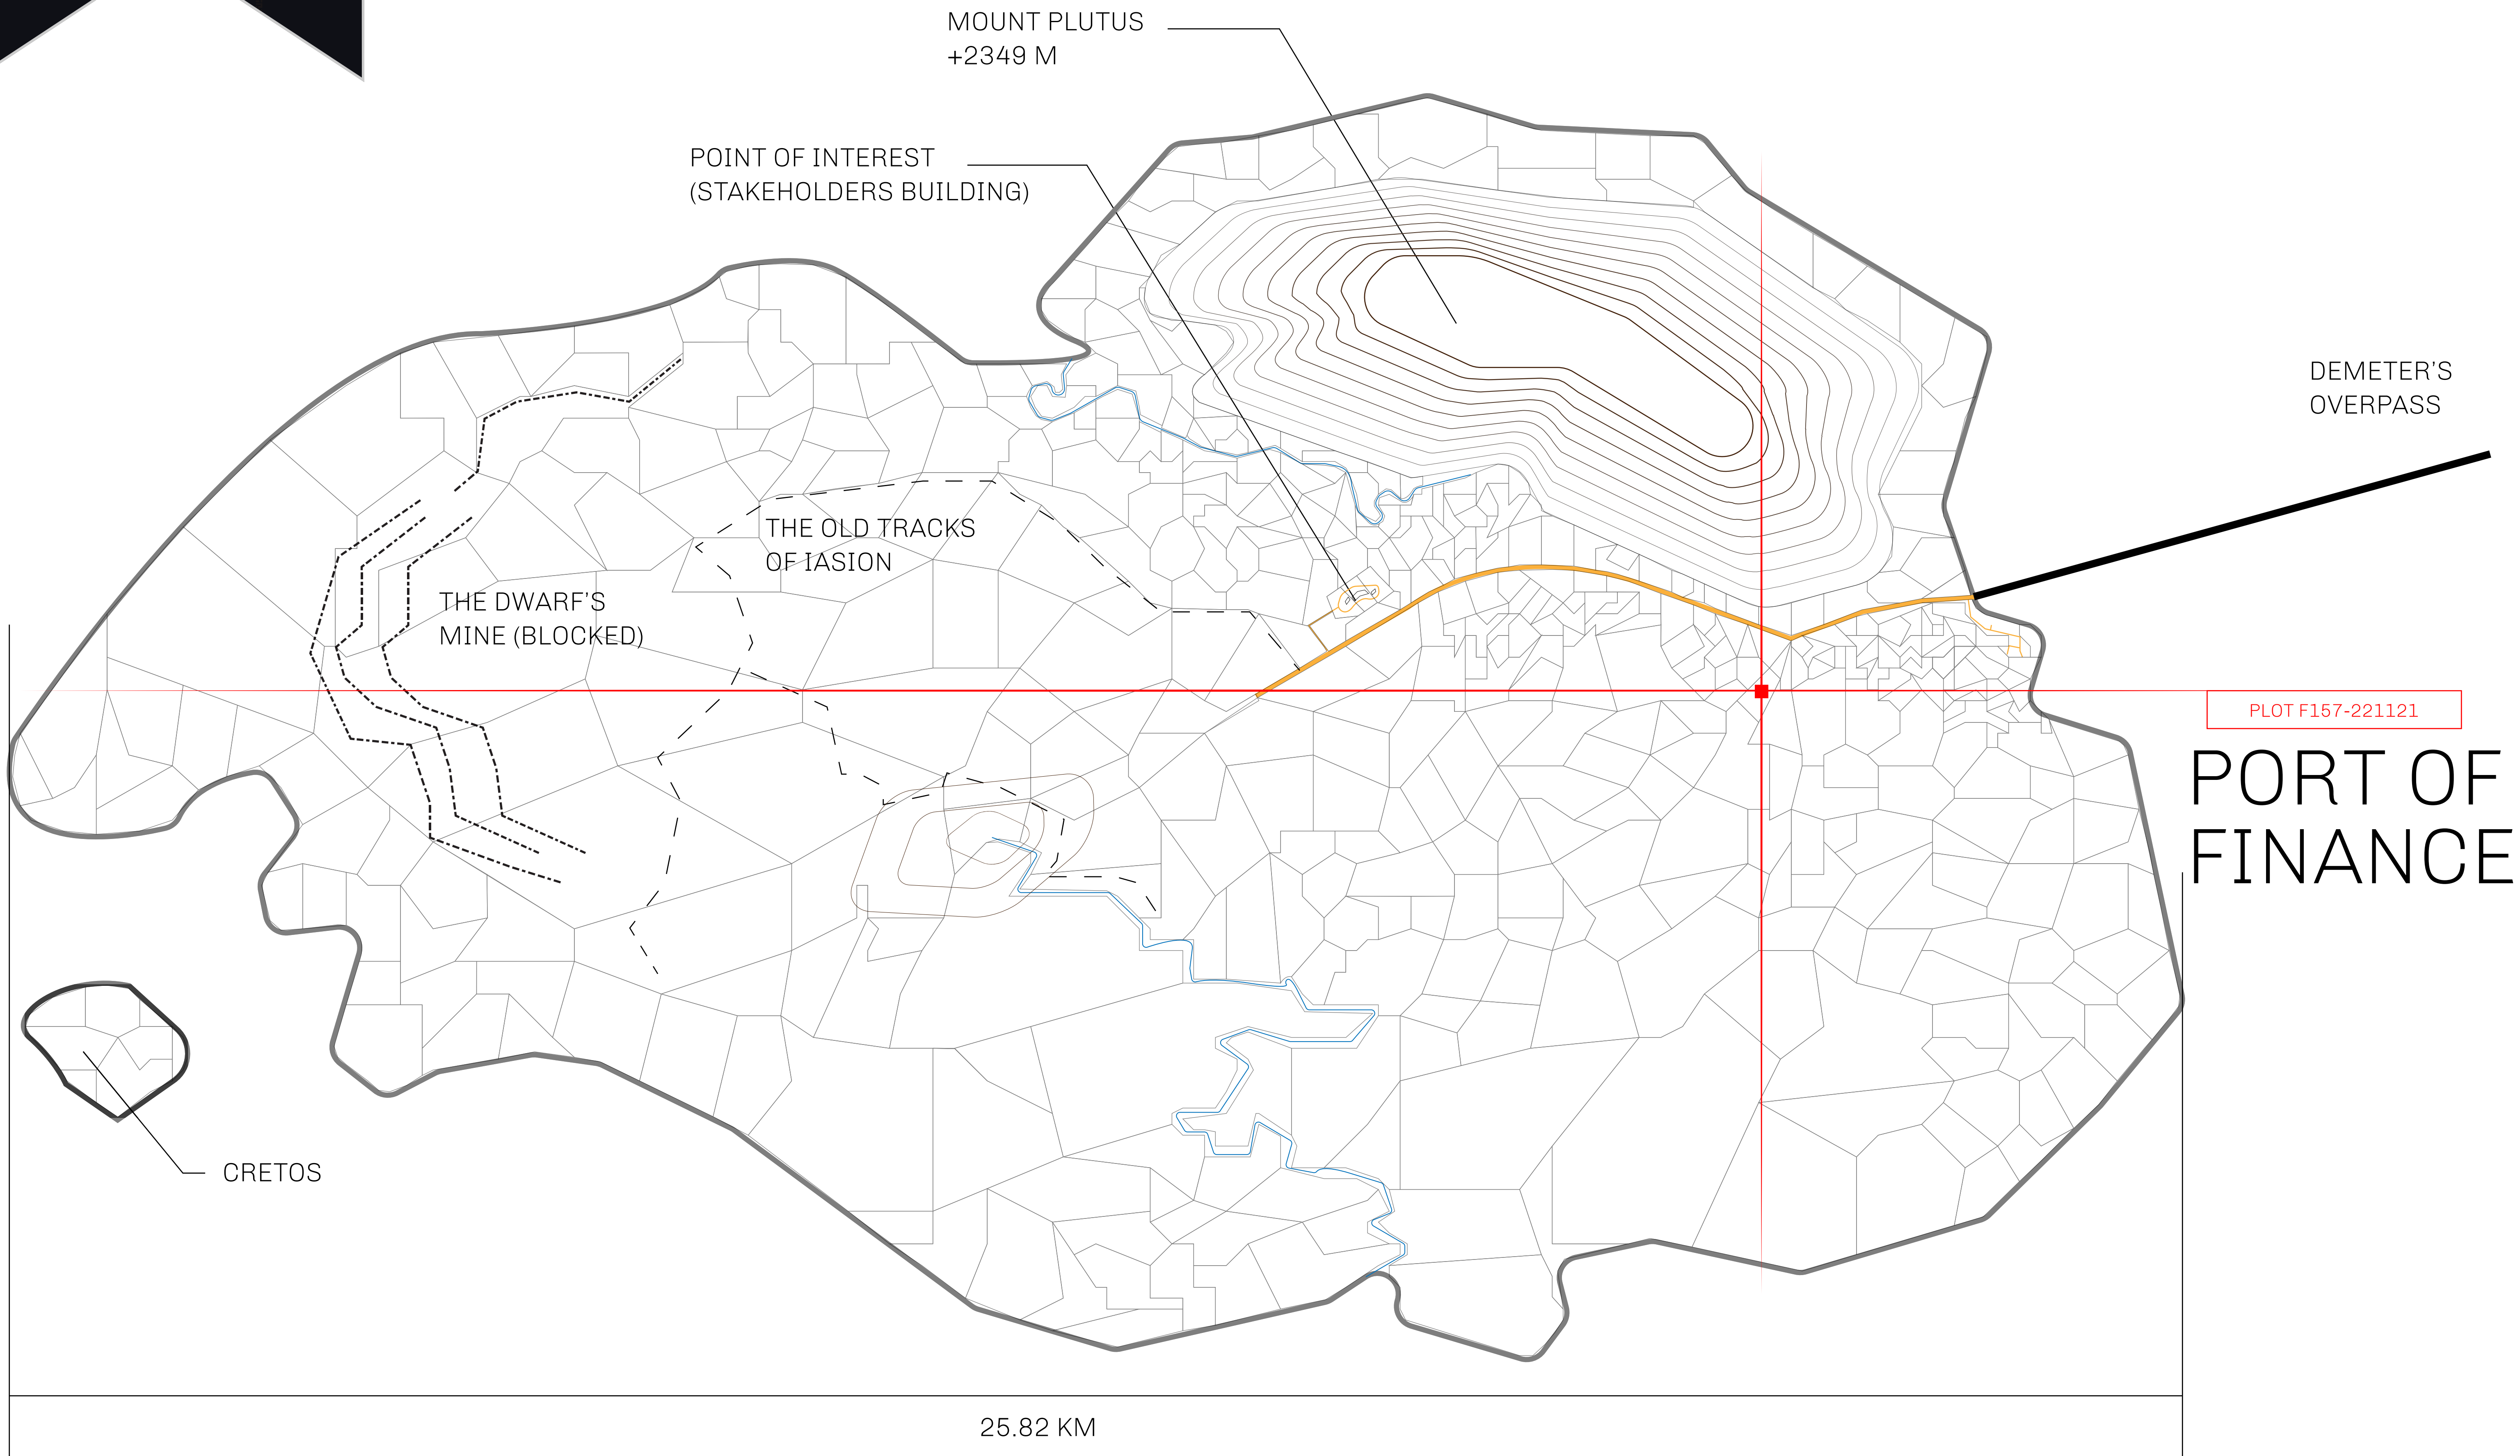 MOUNT PLUTUS
+2349 M
POINT OF INTEREST
(STAKEHOLDERS BUILDING)
DEMETER'S
OVERPASS
THE OLD TRACKS
OF IASION
THE DWARF'S
MINE (BLOCKED)
PLOT F157-221121
PORT OF
FINANCE
CRETOS
25.82 KM